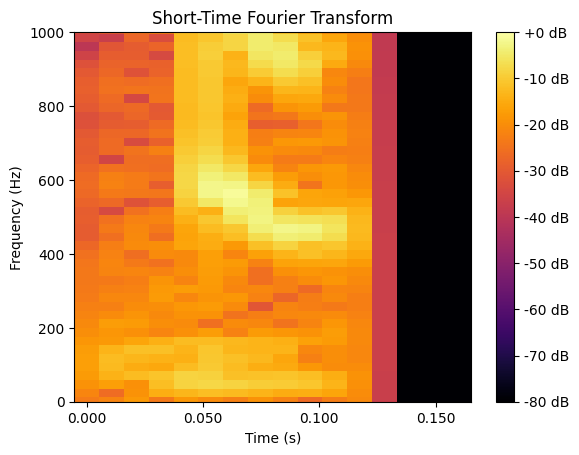 Short-Time Fourier Transform
Frequency (Hz)
1000
800
600
400
200
0
0.000
0.050
0.100
0.150
Time (s)
+0 dB
-10 dB
-20 dB
-30 dB
-40 dB
-50 dB
-60 dB
-70 dB
-80 dB